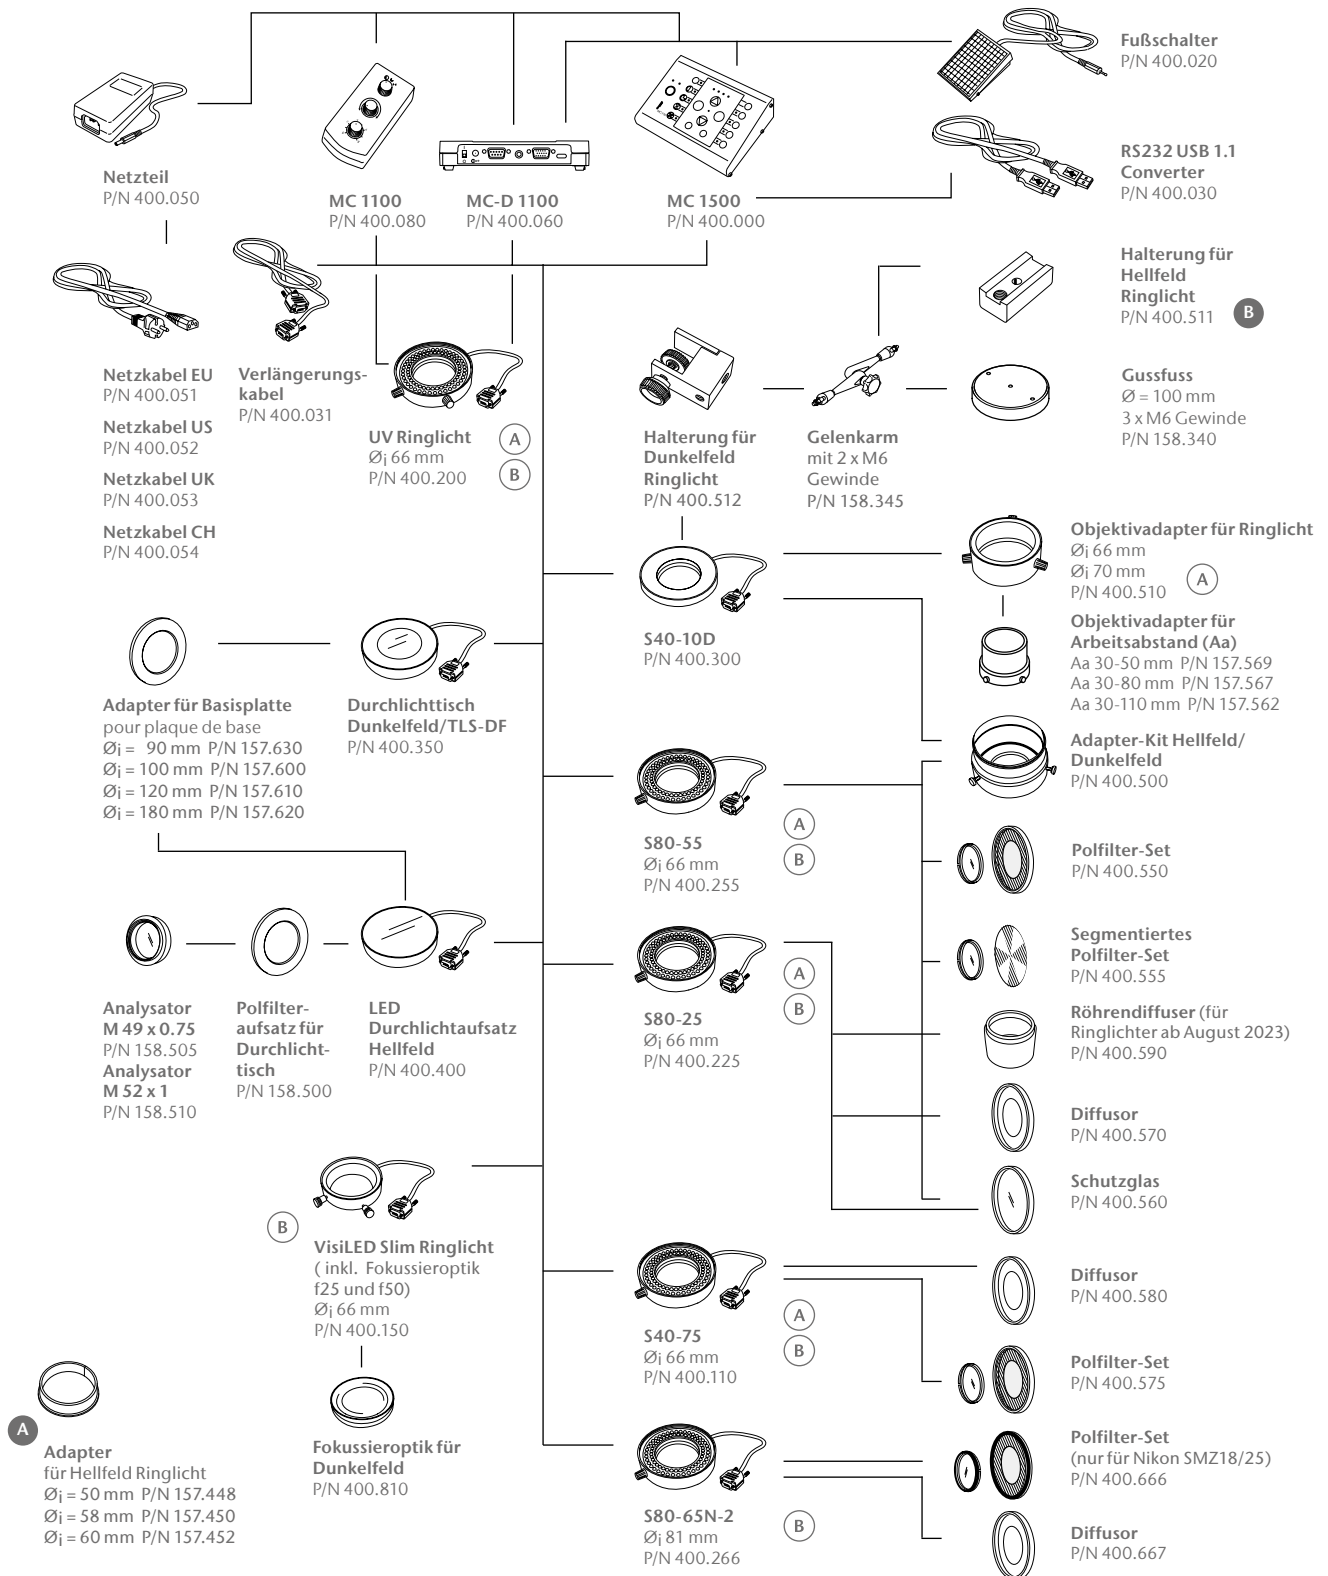 Netzteil
P/N 400.050
MC 1100
P/N 400.080
MC-D 1100
P/N 400.060
MC 1500
P/N 400.000
Fußschalter
P/N 400.020
RS232 USB 1.1
Converter
P/N 400.030
Netzkabel EU
P/N 400.051
Netzkabel US
P/N 400.052
Netzkabel UK
P/N 400.053
Netzkabel CH
P/N 400.054
Verlängerungs-
kabel
P/N 400.031
UV Ringlicht
Øi 66 mm
P/N 400.200
A
B
Halterung für
Dunkelfeld
Ringlicht
P/N 400.512
Gelenkarm
mit 2 x M6
Gewinde
P/N 158.345
Halterung für
Hellfeld
Ringlicht
P/N 400.511
B
Gussfuss
Ø = 100 mm
3 x M6 Gewinde
P/N 158.340
S40-10D
P/N 400.300
Objektivadapter für Ringlicht
Øi 66 mm
Øi 70 mm
P/N 400.510
A
Objektivadapter für
Arbeitsabstand (Aa)
Aa 30-50 mm P/N 157.569
Aa 30-80 mm P/N 157.567
Aa 30-110 mm P/N 157.562
Adapter-Kit Hellfeld/
Dunkelfeld
P/N 400.500
Adapter für Basisplatte
pour plaque de base
Øi = 90 mm P/N 157.630
Øi = 100 mm P/N 157.600
Øi = 120 mm P/N 157.610
Øi = 180 mm P/N 157.620
Durchlichttisch
Dunkelfeld/TLS-DF
P/N 400.350
S80-55
Øi 66 mm
P/N 400.255
A
B
Polfilter-Set
P/N 400.550
Segmentiertes
Polfilter-Set
P/N 400.555
Röhrendiffuser (für
Ringlichter ab August 2023)
P/N 400.590
Diffusor
P/N 400.570
Schutzglas
P/N 400.560
Analysator
M 49 x 0.75
P/N 158.505
Analysator
M 52 x 1
P/N 158.510
Polfilter-
aufsatz für
Durchlicht-
tisch
P/N 158.500
LED
Durchlichtaufsatz
Hellfeld
P/N 400.400
S80-25
Øi 66 mm
P/N 400.225
A
B
B
VisiLED Slim Ringlicht
( inkl. Fokussieroptik
f25 und f50)
Øi 66 mm
P/N 400.150
Fokussieroptik für
Dunkelfeld
P/N 400.810
S40-75
Øi 66 mm
P/N 400.110
A
B
Diffusor
P/N 400.580
Polfilter-Set
P/N 400.575
A
Adapter
für Hellfeld Ringlicht
Øi = 50 mm P/N 157.448
Øi = 58 mm P/N 157.450
Øi = 60 mm P/N 157.452
S80-65N-2
Øi 81 mm
P/N 400.266
B
Polfilter-Set
(nur für Nikon SMZ18/25)
P/N 400.666
Diffusor
P/N 400.667